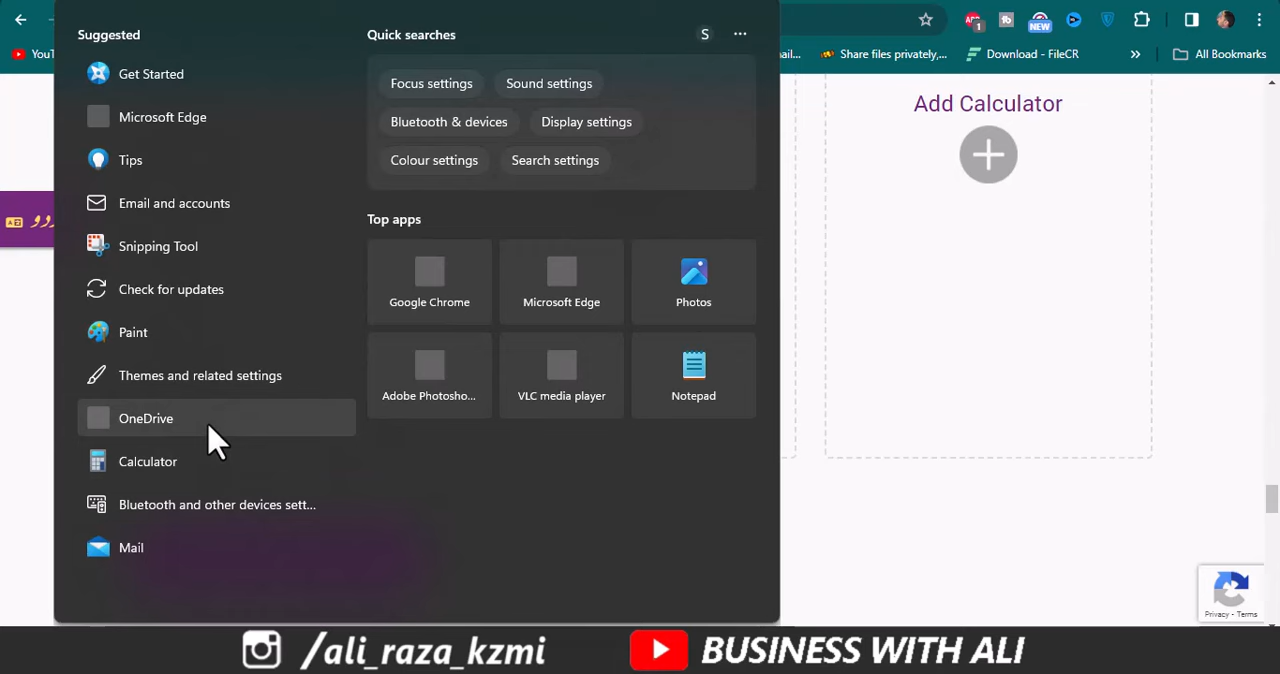 Suggested
Get Started
Microsoft Edge
Tips
Email and accounts
Snipping Tool
Check for updates
Paint
Themes and related settings
OneDrive
Calculator
Bluetooth and other devices sett...
Mail
Quick searches
S
Focus settings
Sound settings
Bluetooth & devices
Display settings
Colour settings
Search settings
Top apps
Google Chrome
Microsoft Edge
Photos
Adobe Photosho...
VLC media player
Notepad
1
NEW
YouT
ail...
Share files privately,...
Download - FileCR
All Bookmarks
Add Calculator
Privacy - Terms
/ali_raza_kzmi
BUSINESS WITH ALI